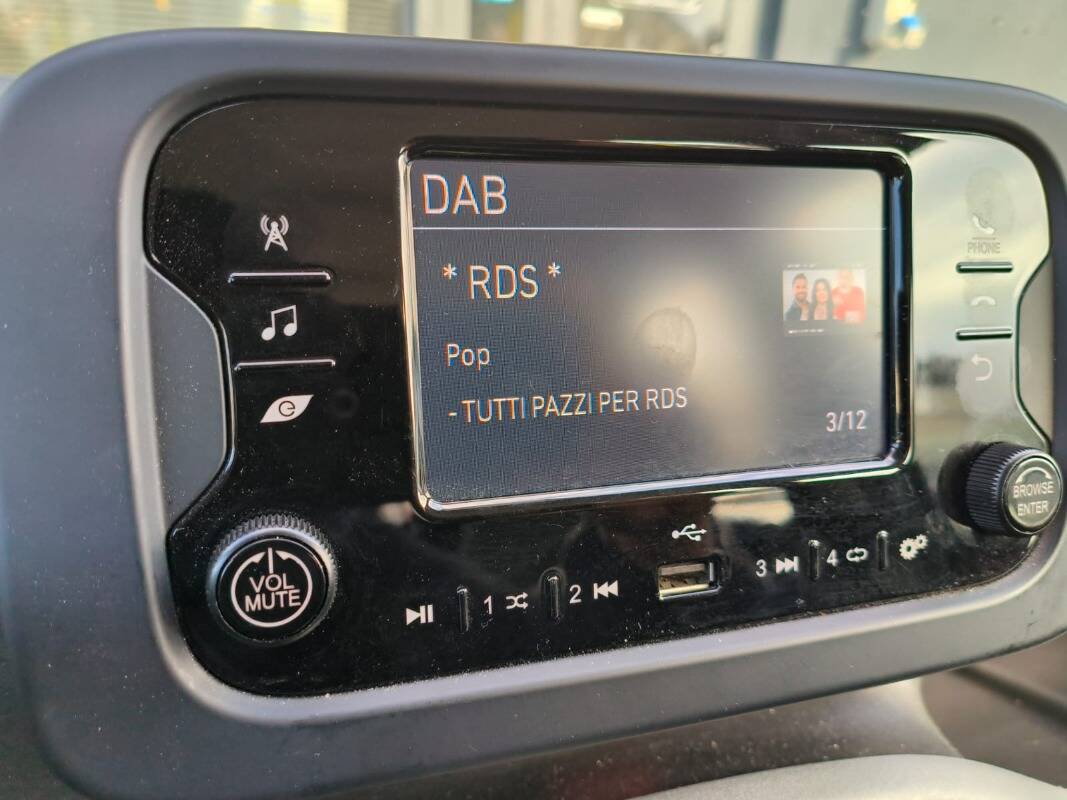 DAB
* RDS *
Pop
- TUTTI PAZZI PER RDS
3/12
PHONE
VOL
MUTE
1
2
3
4
BROWSE
ENTER